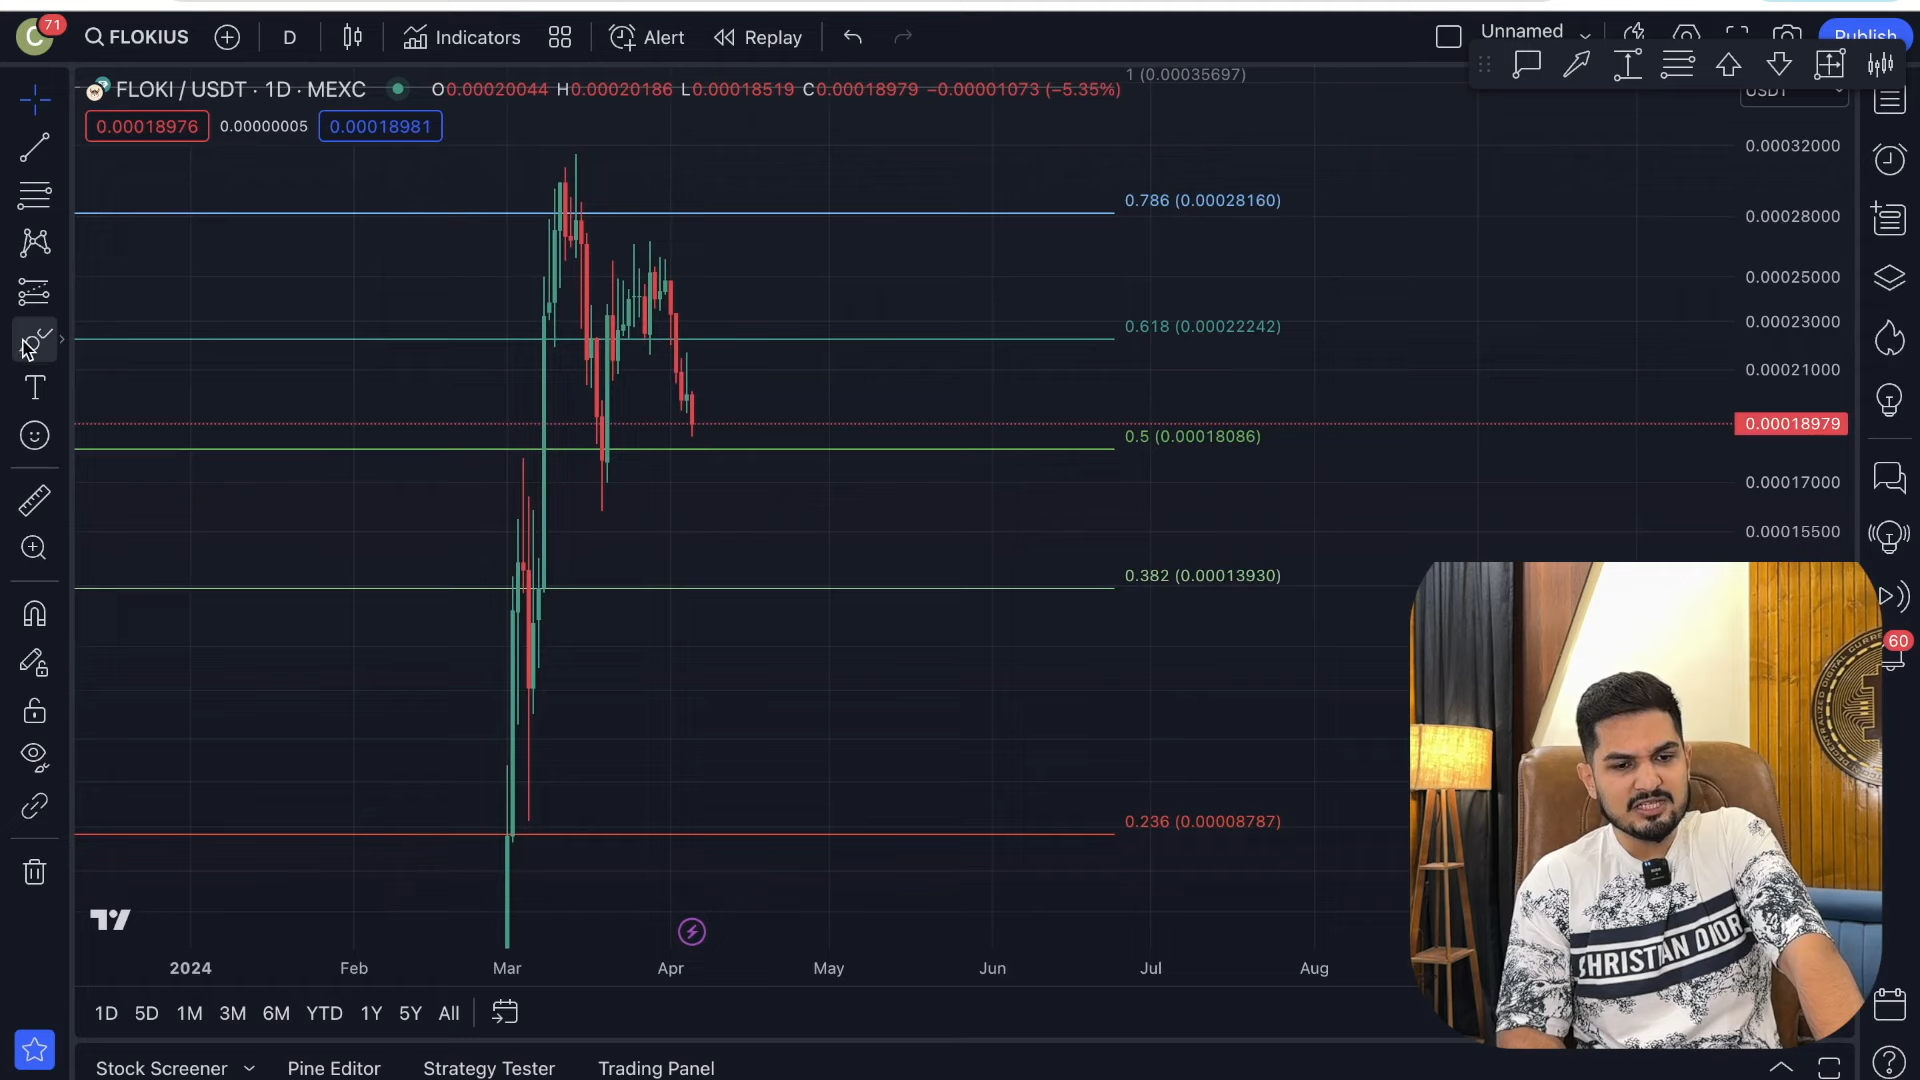 C 71 FLOKIUS D Indicators Alert Replay Unnamed Publish
FLOKI / USDT · 1D · MEXC O0.00020044 H0.00020186 L0.00018519 C0.00018979 −0.00001073 (−5.35%)
1 (0.00035697)
USDT
0.00018976 0.00000005 0.00018981
0.00032000
0.786 (0.00028160)
0.00028000
0.00025000
0.618 (0.00022242)
0.00023000
0.00021000
0.00018979
0.5 (0.00018086)
0.00017000
0.00015500
0.382 (0.00013930)
60
0.236 (0.00008787)
CHRISTIAN DIOR
2024 Feb Mar Apr May Jun Jul Aug
1D 5D 1M 3M 6M YTD 1Y 5Y All
Stock Screener Pine Editor Strategy Tester Trading Panel